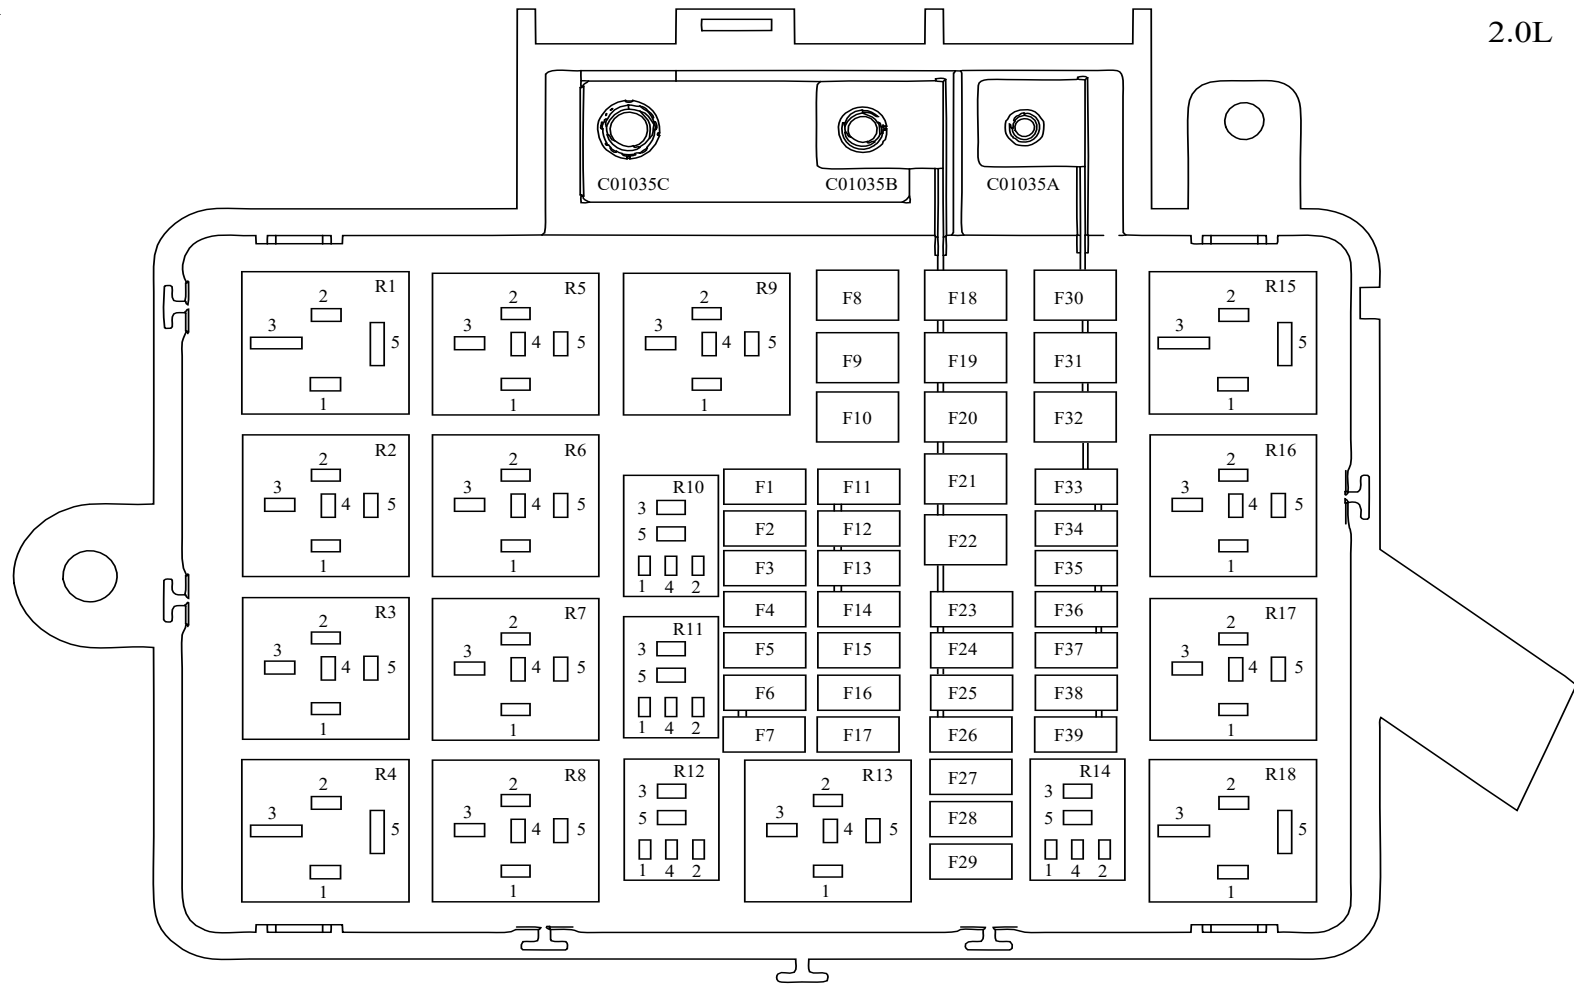 2.0L
C01035C C01035B C01035A
R1 2 3 5 1
R5 2 3 4 5 1
R9 2 3 4 5 1
F8 F18 F30
R15 2 3 5 1
F9 F19 F31
F10 F20 F32
R2 2 3 4 5 1
R6 2 3 4 5 1
R10 3 5 1 4 2
F1 F11 F21 F33
F2 F12 F22 F34
F3 F13 F35
R16 2 3 4 5 1
R3 2 3 4 5 1
R7 2 3 4 5 1
R11 3 5 1 4 2
F4 F14 F23 F36
F5 F15 F24 F37
F6 F16 F25 F38
F7 F17 F26 F39
R17 2 3 4 5 1
R4 2 3 5 1
R8 2 3 4 5 1
R12 3 5 1 4 2
R13 2 3 4 5 1
F27
F28
F29
R14 3 5 1 4 2
R18 2 3 5 1